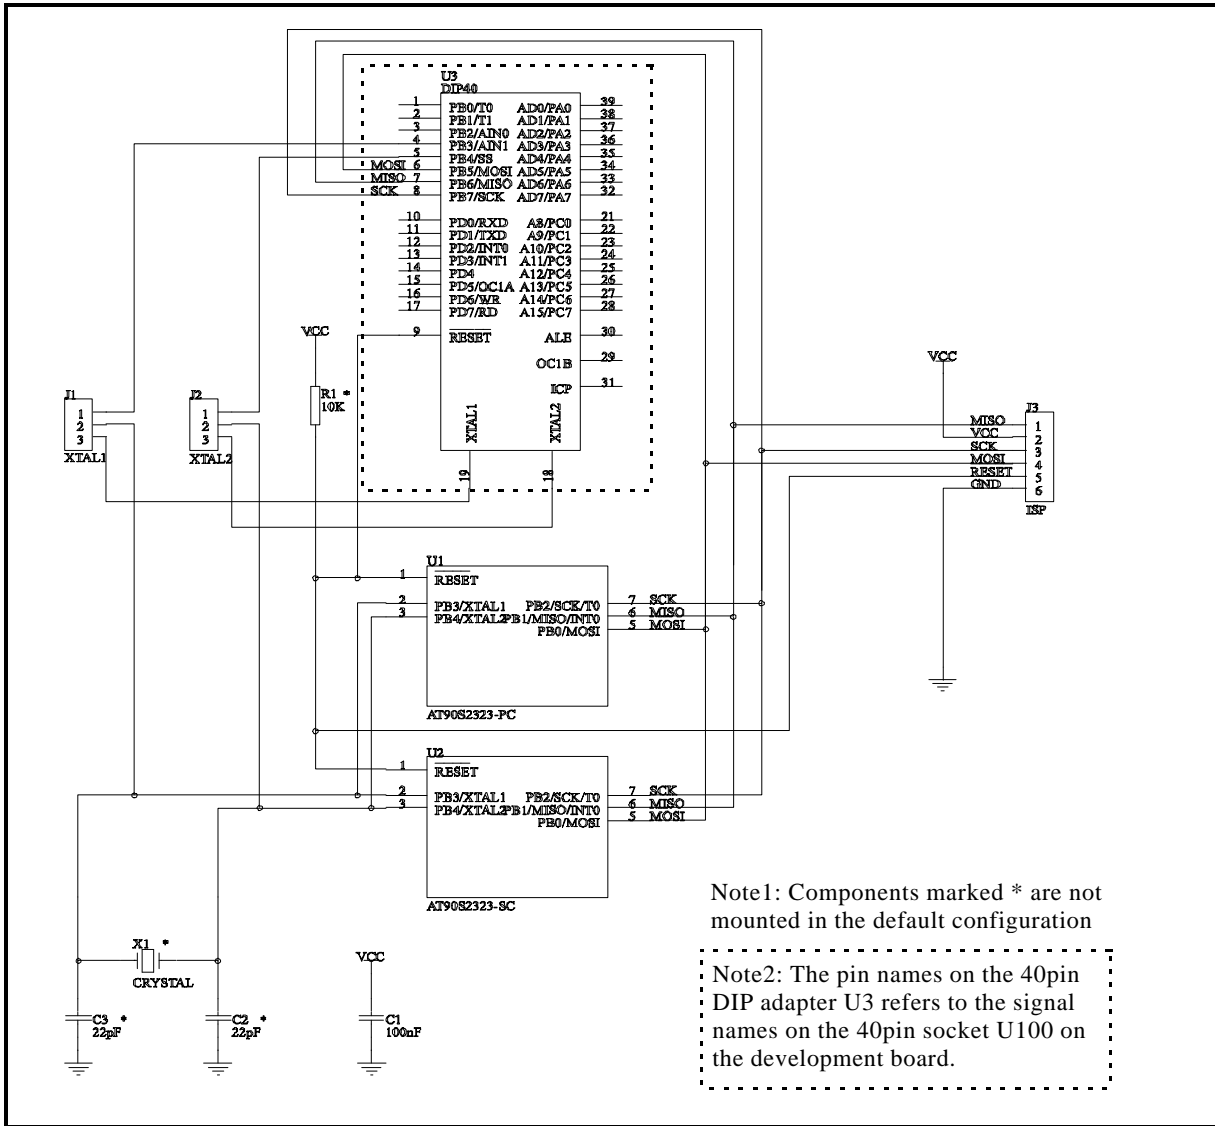 U3
DIP40
1 PB0/T0 AD0/PA0 39
2 PB1/T1 AD1/PA1 38
3 PB2/AIN0 AD2/PA2 37
4 PB3/AIN1 AD3/PA3 36
5 PB4/SS AD4/PA4 35
MOSI 6 PB5/MOSI AD5/PA5 34
MISO 7 PB6/MISO AD6/PA6 33
SCK 8 PB7/SCK AD7/PA7 32
10 PD0/RXD A8/PC0 21
11 PD1/TXD A9/PC1 22
12 PD2/INT0 A10/PC2 23
13 PD3/INT1 A11/PC3 24
14 PD4 A12/PC4 25
15 PD5/OC1A A13/PC5 26
16 PD6/WR A14/PC6 27
17 PD7/RD A15/PC7 28
9 RESET ALE 30
OC1B 29
ICP 31
XTAL1 XTAL2
19 18
VCC
R1 *
10K
J1
1
2
3
XTAL1
J2
1
2
3
XTAL2
VCC
J3
MISO 1
VCC 2
SCK 3
MOSI 4
RESET 5
GND 6
ISP
U1
1 RESET
2 PB3/XTAL1 PB2/SCK/T0 7 SCK
3 PB4/XTAL2 PB1/MISO/INT0 6 MISO
PB0/MOSI 5 MOSI
AT90S2323-PC
U2
1 RESET
2 PB3/XTAL1 PB2/SCK/T0 7 SCK
3 PB4/XTAL2 PB1/MISO/INT0 6 MISO
PB0/MOSI 5 MOSI
AT90S2323-SC
X1 *
CRYSTAL
C3 *
22pF
C2 *
22pF
VCC
C1
100nF
Note1: Components marked * are not
mounted in the default configuration
Note2: The pin names on the 40pin
DIP adapter U3 refers to the signal
names on the 40pin socket U100 on
the development board.